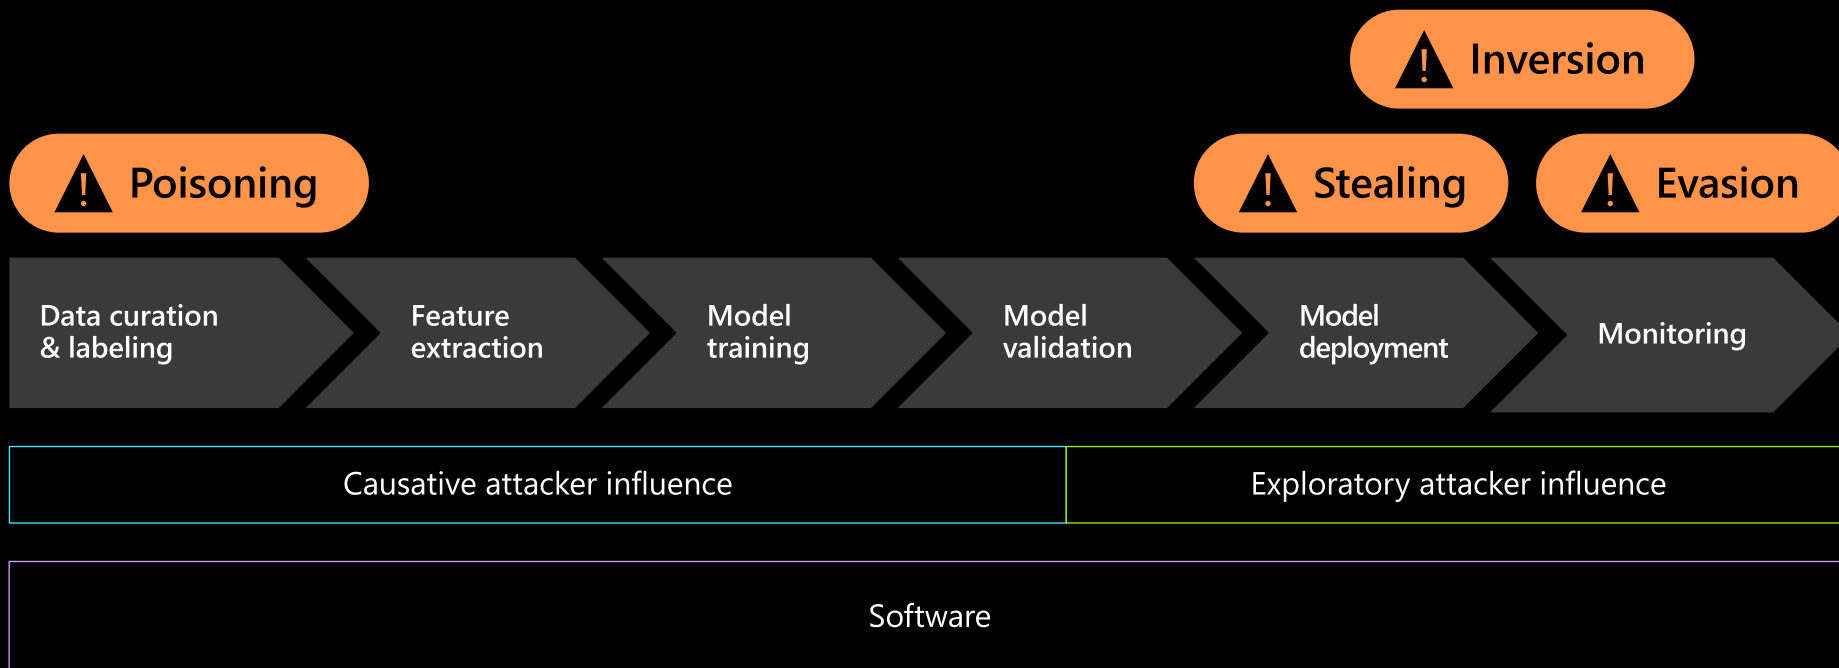 Inversion
Poisoning
Stealing
Evasion
Data curation
& labeling
Feature
extraction
Model
training
Model
validation
Model
deployment
Monitoring
Causative attacker influence
Exploratory attacker influence
Software